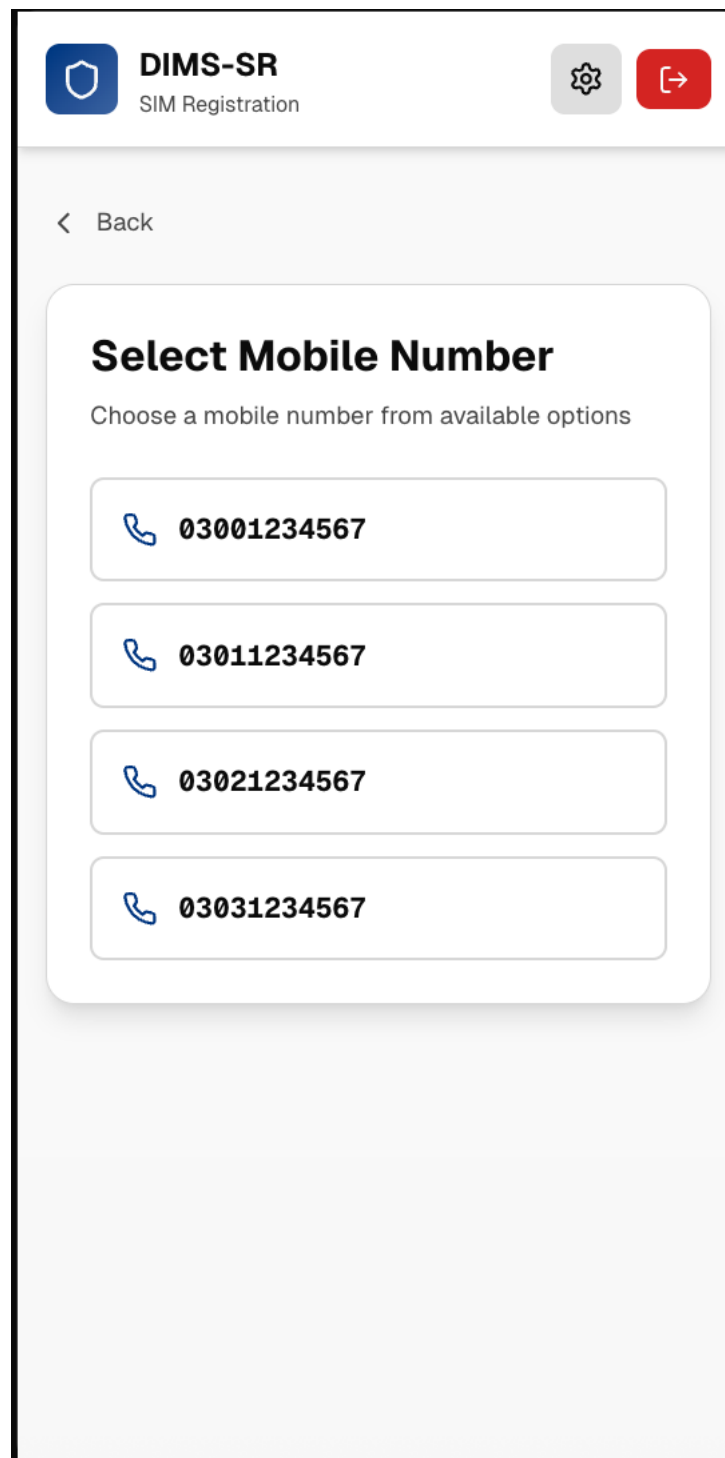 DIMS-SR
SIM Registration
Back
Select Mobile Number
Choose a mobile number from available options
03001234567
03011234567
03021234567
03031234567